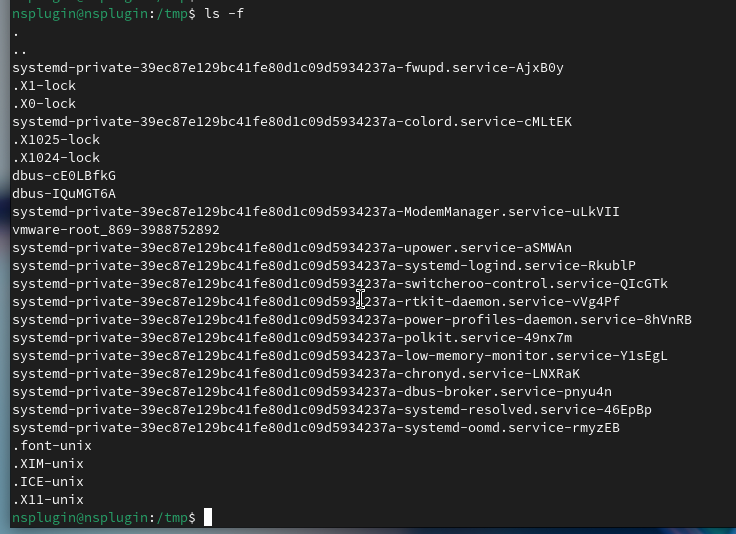 nsplugin@nsplugin:/tmp$ ls -f
.
..
systemd-private-39ec87e129bc41fe80d1c09d5934237a-fwupd.service-AjxB0y
.X1-lock
.X0-lock
systemd-private-39ec87e129bc41fe80d1c09d5934237a-colord.service-cMLtEK
.X1025-lock
.X1024-lock
dbus-cE0LBfkG
dbus-IQuMGT6A
systemd-private-39ec87e129bc41fe80d1c09d5934237a-ModemManager.service-uLkVII
vmware-root_869-3988752892
systemd-private-39ec87e129bc41fe80d1c09d5934237a-upower.service-aSMWAn
systemd-private-39ec87e129bc41fe80d1c09d5934237a-systemd-logind.service-RkublP
systemd-private-39ec87e129bc41fe80d1c09d5934237a-switcheroo-control.service-QIcGTk
systemd-private-39ec87e129bc41fe80d1c09d5934237a-rtkit-daemon.service-vVg4Pf
systemd-private-39ec87e129bc41fe80d1c09d5934237a-power-profiles-daemon.service-8hVnRB
systemd-private-39ec87e129bc41fe80d1c09d5934237a-polkit.service-49nx7m
systemd-private-39ec87e129bc41fe80d1c09d5934237a-low-memory-monitor.service-Y1sEgL
systemd-private-39ec87e129bc41fe80d1c09d5934237a-chronyd.service-LNXRaK
systemd-private-39ec87e129bc41fe80d1c09d5934237a-dbus-broker.service-pnyu4n
systemd-private-39ec87e129bc41fe80d1c09d5934237a-systemd-resolved.service-46EpBp
systemd-private-39ec87e129bc41fe80d1c09d5934237a-systemd-oomd.service-rmyzEB
.font-unix
.XIM-unix
.ICE-unix
.X11-unix
nsplugin@nsplugin:/tmp$